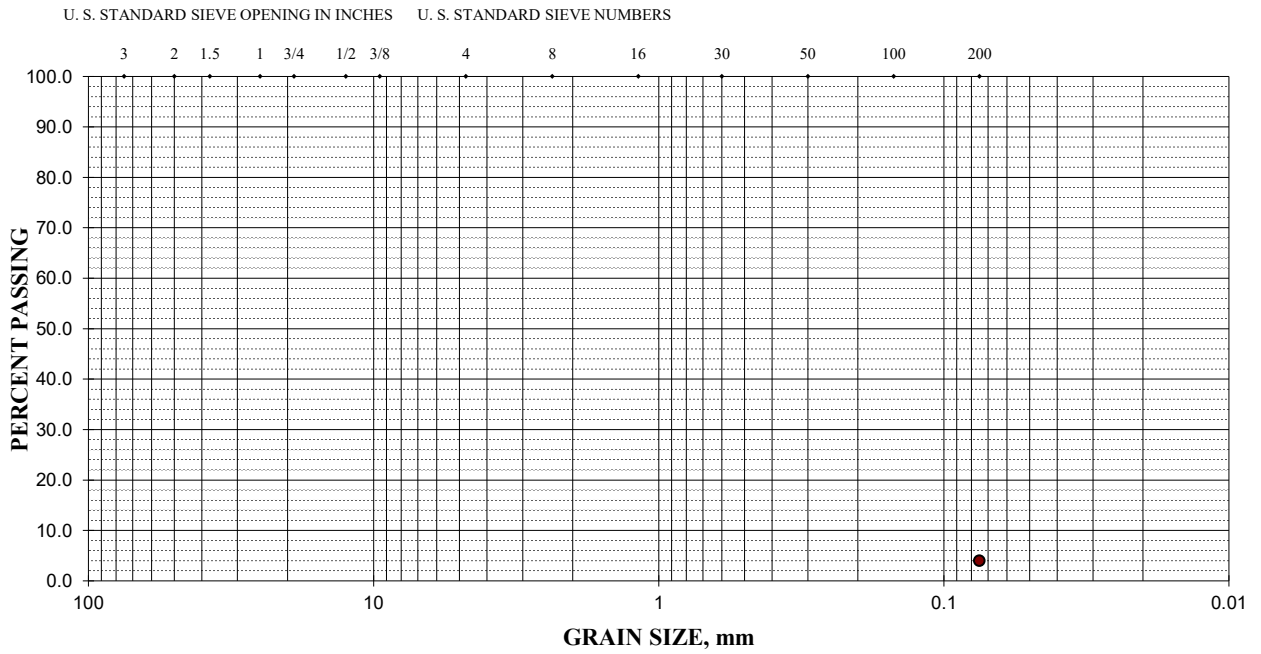 U. S. STANDARD SIEVE OPENING IN INCHES U. S. STANDARD SIEVE NUMBERS
3 2 1.5 1 3/4 1/2 3/8 4 8 16 30 50 100 200
100.0
90.0
80.0
70.0
60.0
50.0
40.0
30.0
20.0
10.0
0.0
PERCENT PASSING
100 10 1 0.1 0.01
GRAIN SIZE, mm